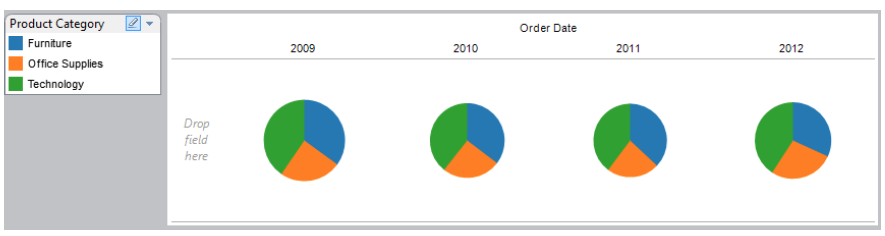 Product Category
Furniture
Office Supplies
Technology
Order Date
2009 2010 2011 2012
Drop
field
here